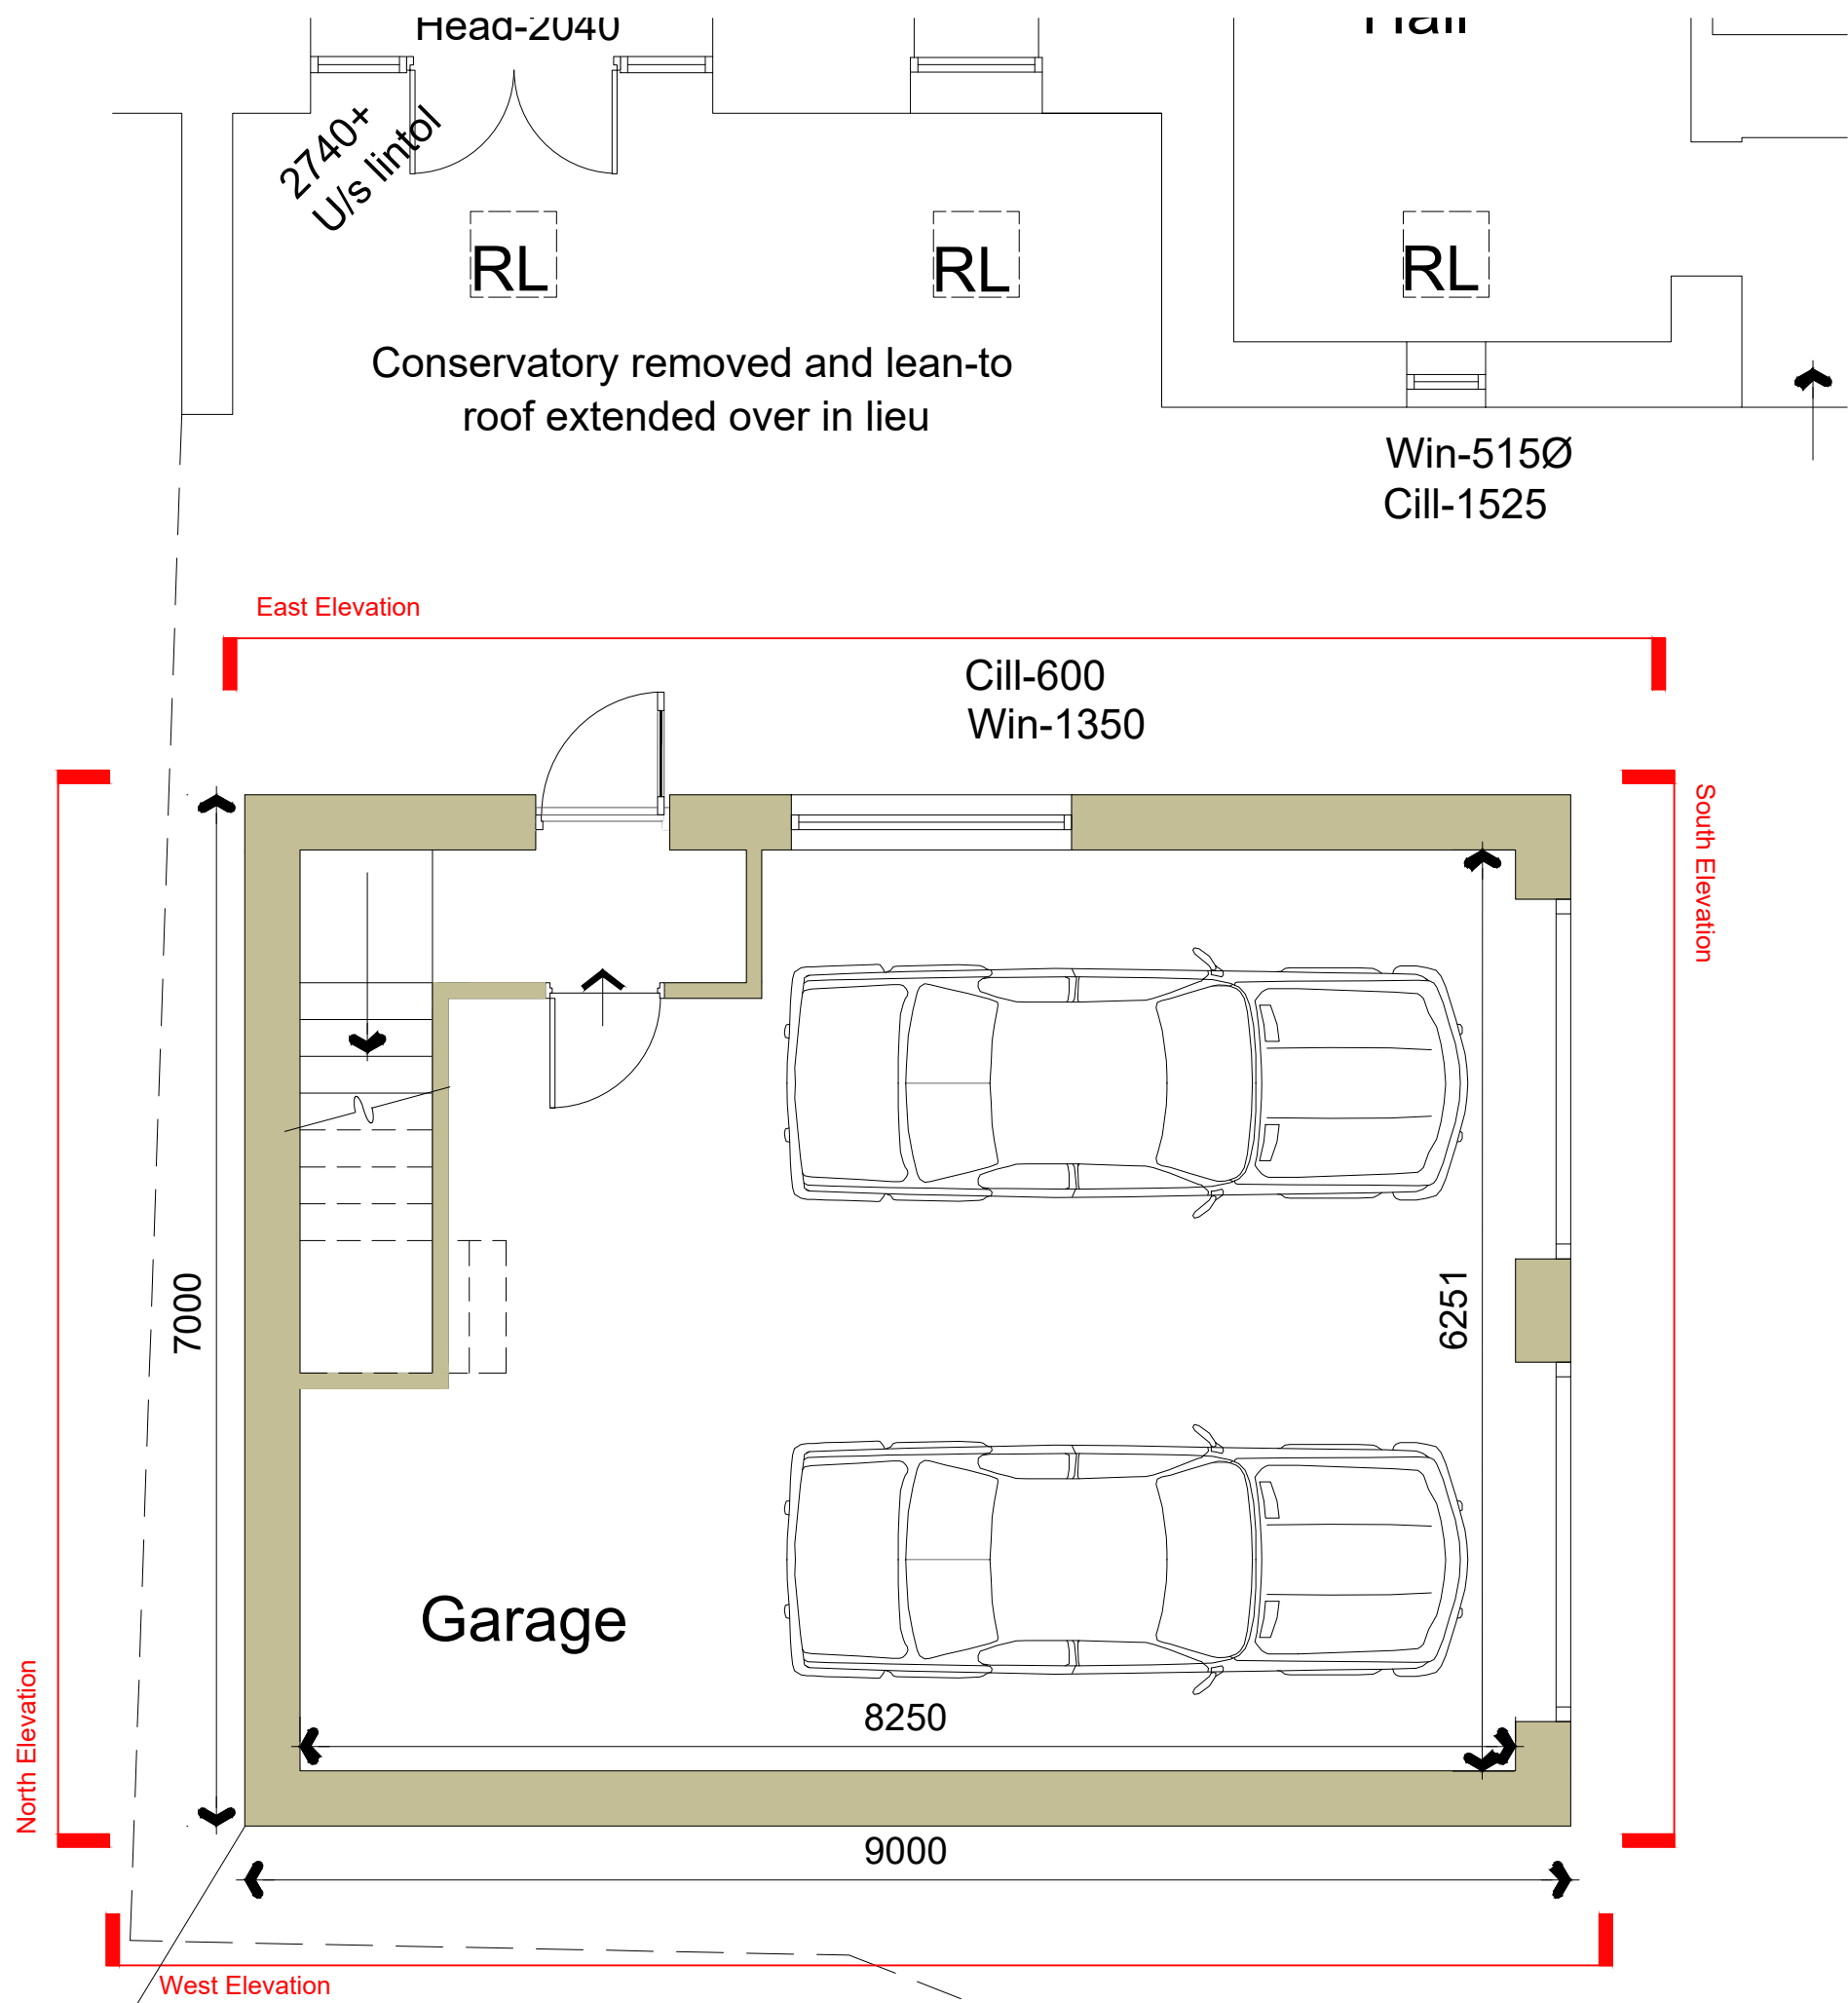 Head-2040
Hall
2740+
U/s lintol
RL
RL
RL
Conservatory removed and lean-to
roof extended over in lieu
Win-515Ø
Cill-1525
East Elevation
Cill-600
Win-1350
South Elevation
7000
6251
Garage
8250
North Elevation
9000
West Elevation